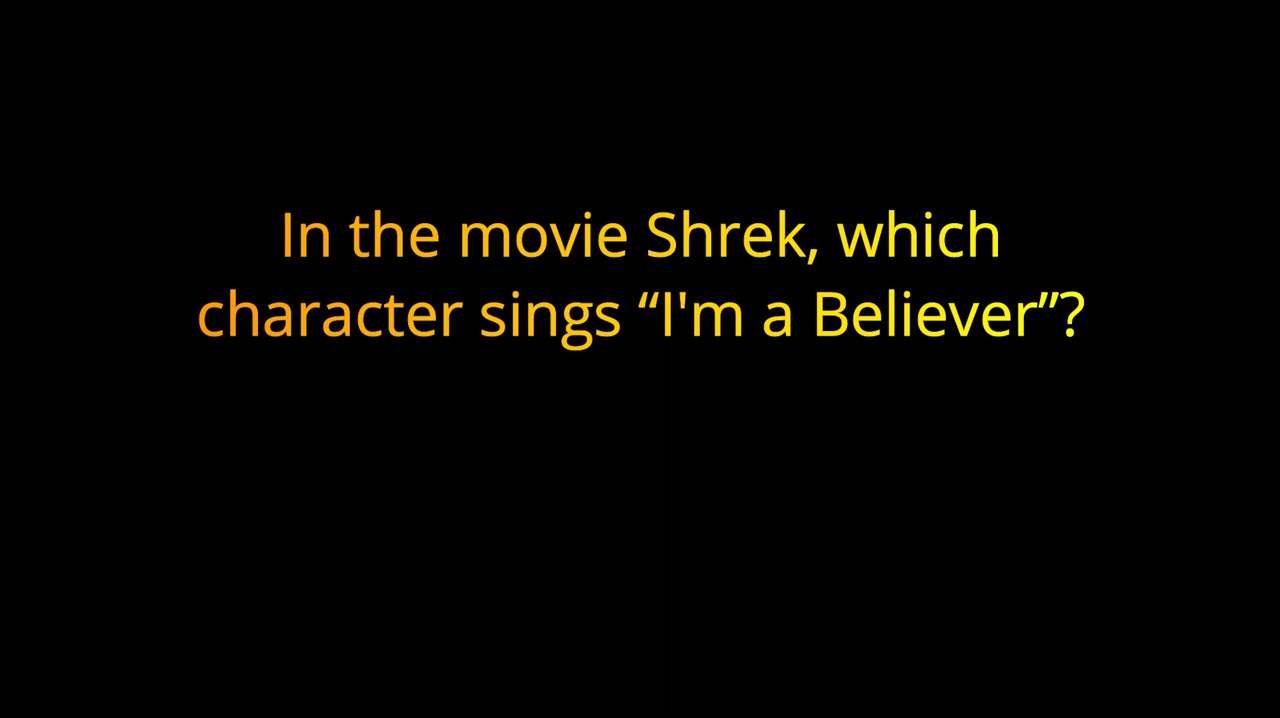 In the movie Shrek, which
character sings “I'm a Believer”?